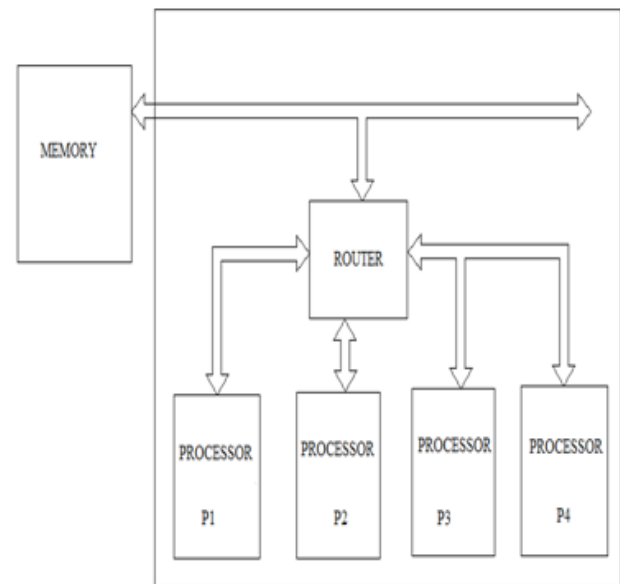 MEMORY
ROUTER
PROCESSOR
P1
PROCESSOR
P2
PROCESSOR
P3
PROCESSOR
P4